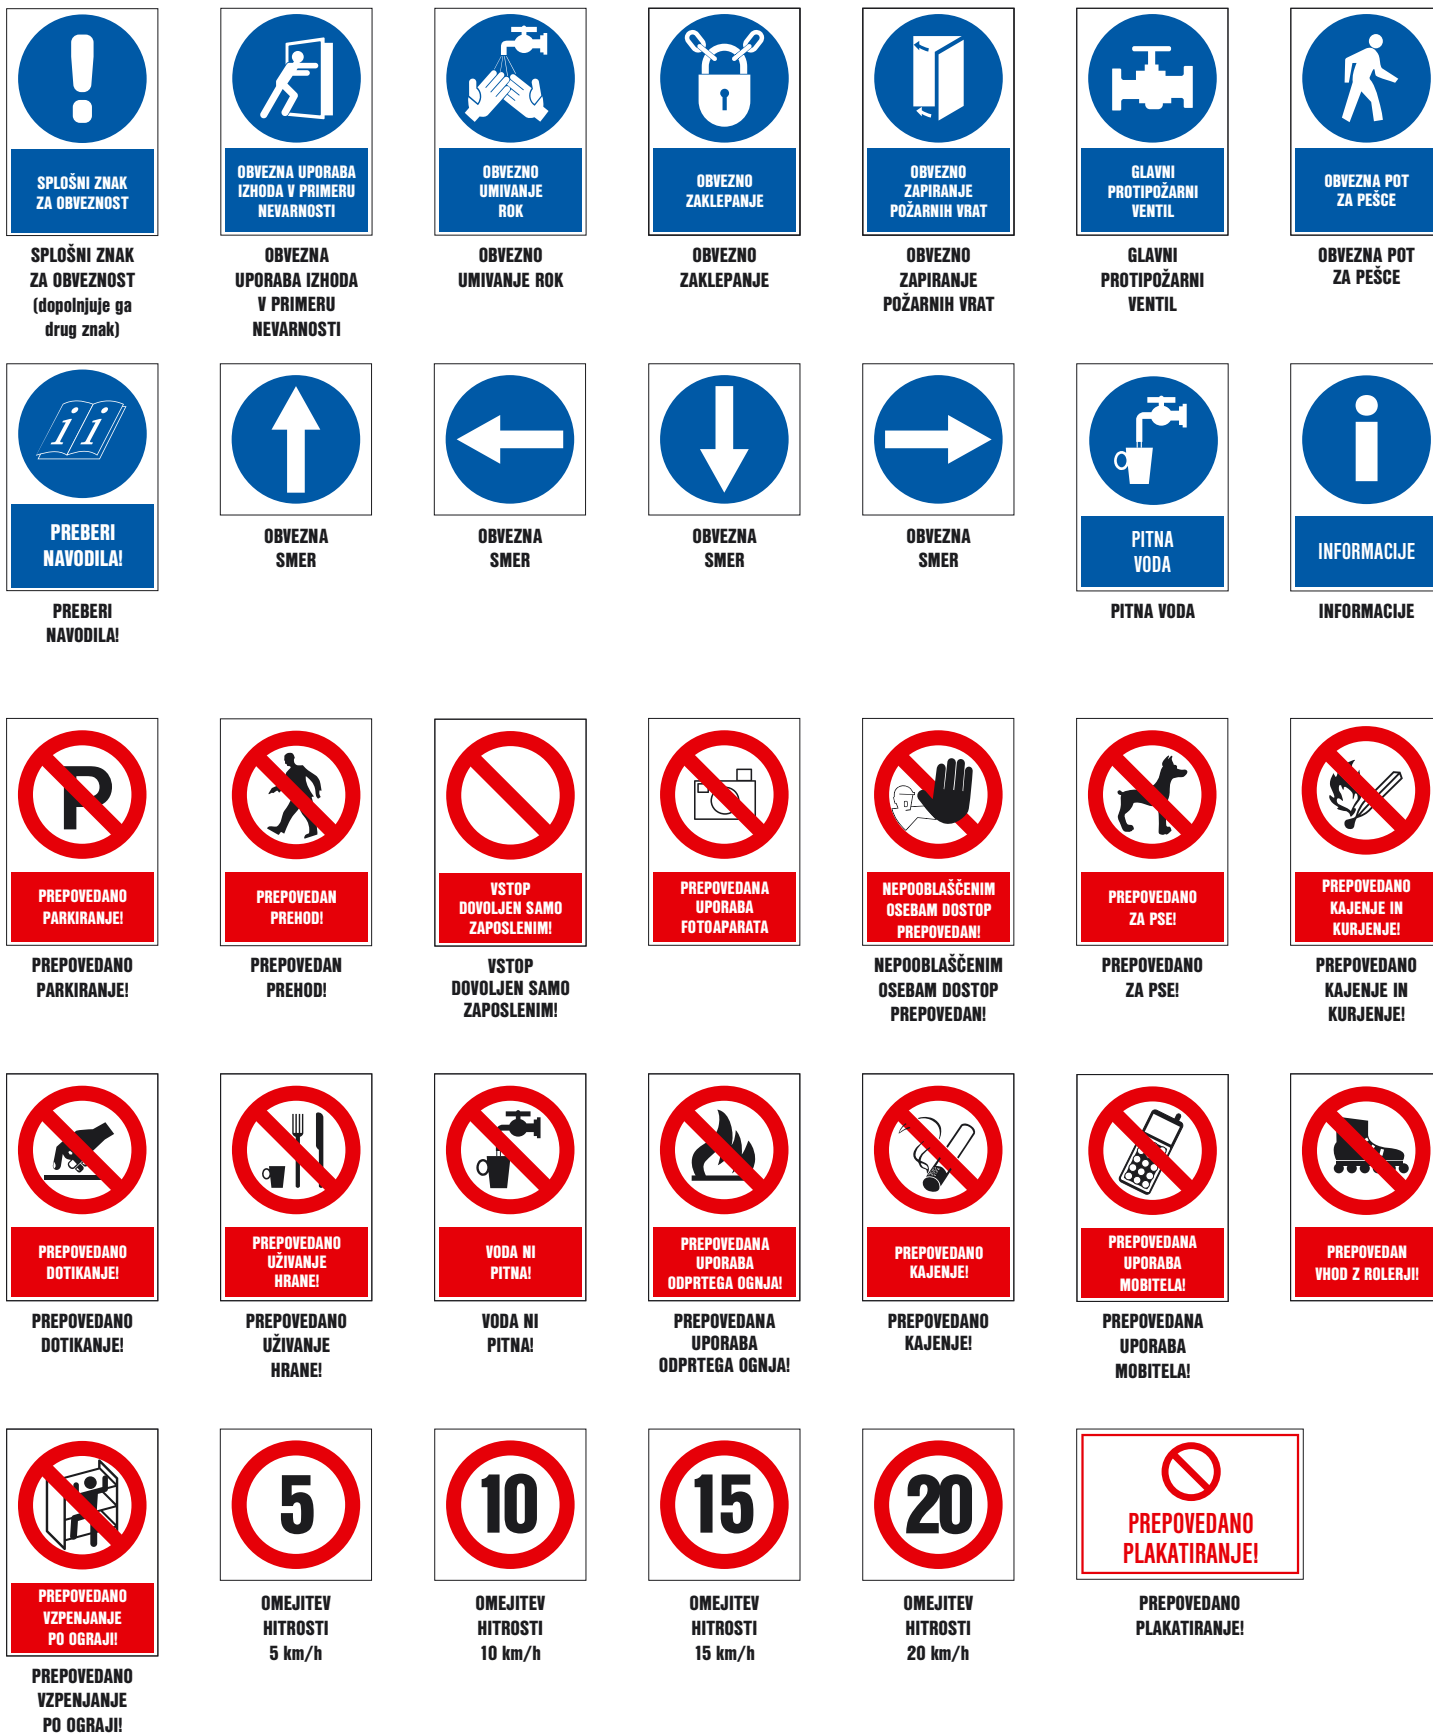 SPLOŠNI ZNAK
ZA OBVEZNOST
SPLOŠNI ZNAK
ZA OBVEZNOST
(dopolnjuje ga
drug znak)
OBVEZNA UPORABA
IZHODA V PRIMERU
NEVARNOSTI
OBVEZNA
UPORABA IZHODA
V PRIMERU
NEVARNOSTI
OBVEZNO
UMIVANJE
ROK
OBVEZNO
UMIVANJE ROK
OBVEZNO
ZAKLEPANJE
OBVEZNO
ZAKLEPANJE
OBVEZNO
ZAPIRANJE
POŽARNIH VRAT
OBVEZNO
ZAPIRANJE
POŽARNIH VRAT
GLAVNI
PROTIPOŽARNI
VENTIL
GLAVNI
PROTIPOŽARNI
VENTIL
OBVEZNA POT
ZA PEŠCE
OBVEZNA POT
ZA PEŠCE
i i
PREBERI
NAVODILA!
PREBERI
NAVODILA!
OBVEZNA
SMER
OBVEZNA
SMER
OBVEZNA
SMER
OBVEZNA
SMER
PITNA
VODA
PITNA VODA
i
INFORMACIJE
INFORMACIJE
P
PREPOVEDANO
PARKIRANJE!
PREPOVEDANO
PARKIRANJE!
PREPOVEDAN
PREHOD!
PREPOVEDAN
PREHOD!
VSTOP
DOVOLJEN SAMO
ZAPOSLENIM!
VSTOP
DOVOLJEN SAMO
ZAPOSLENIM!
PREPOVEDANA
UPORABA
FOTOAPARATA
NEPOOBLAŠČENIM
OSEBAM DOSTOP
PREPOVEDAN!
NEPOOBLAŠČENIM
OSEBAM DOSTOP
PREPOVEDAN!
PREPOVEDANO
ZA PSE!
PREPOVEDANO
ZA PSE!
PREPOVEDANO
KAJENJE IN
KURJENJE!
PREPOVEDANO
KAJENJE IN
KURJENJE!
PREPOVEDANO
DOTIKANJE!
PREPOVEDANO
DOTIKANJE!
PREPOVEDANO
UŽIVANJE
HRANE!
PREPOVEDANO
UŽIVANJE
HRANE!
VODA NI
PITNA!
VODA NI
PITNA!
PREPOVEDANA
UPORABA
ODPRTEGA OGNJA!
PREPOVEDANA
UPORABA
ODPRTEGA OGNJA!
PREPOVEDANO
KAJENJE!
PREPOVEDANO
KAJENJE!
PREPOVEDANA
UPORABA
MOBITELA!
PREPOVEDANA
UPORABA
MOBITELA!
PREPOVEDAN
VHOD Z ROLERJI!
PREPOVEDANO
VZPENJANJE
PO OGRAJI!
PREPOVEDANO
VZPENJANJE
PO OGRAJI!
5
OMEJITEV
HITROSTI
5 km/h
10
OMEJITEV
HITROSTI
10 km/h
15
OMEJITEV
HITROSTI
15 km/h
20
OMEJITEV
HITROSTI
20 km/h
PREPOVEDANO
PLAKATIRANJE!
PREPOVEDANO
PLAKATIRANJE!